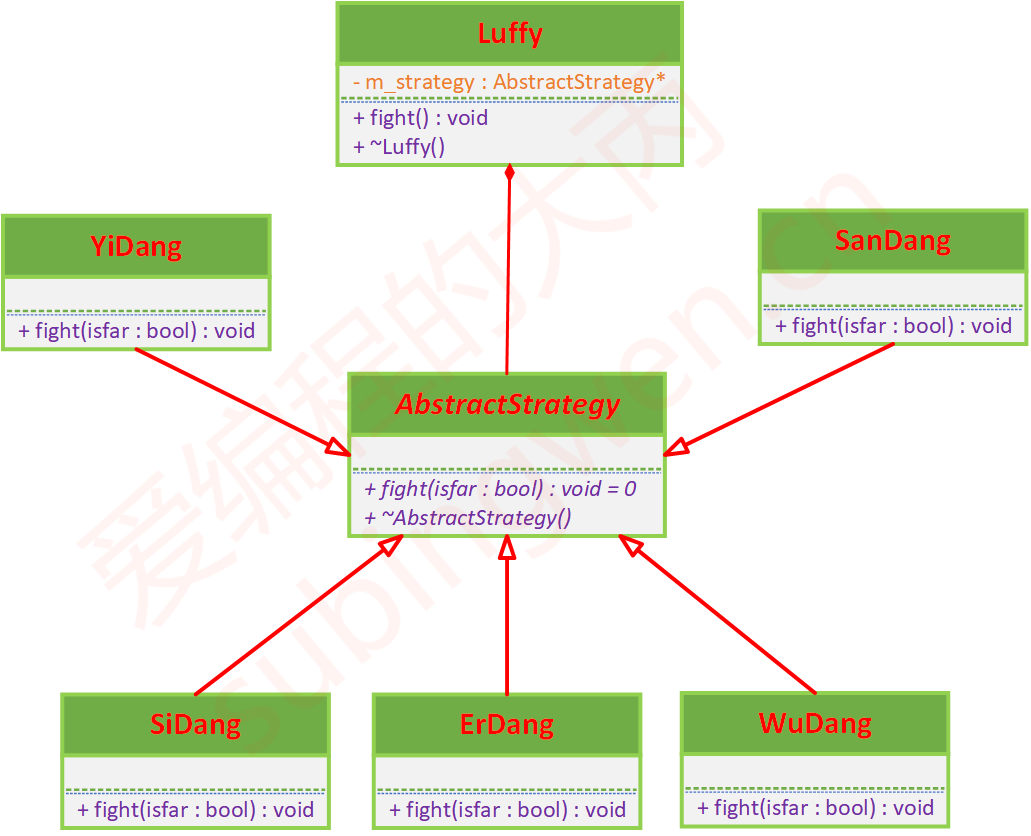 Luffy
- m_strategy : AbstractStrategy*
+ fight() : void
+ ~Luffy()
YiDang
+ fight(isfar : bool) : void
SanDang
+ fight(isfar : bool) : void
AbstractStrategy
+ fight(isfar : bool) : void = 0
+ ~AbstractStrategy()
SiDang
+ fight(isfar : bool) : void
ErDang
+ fight(isfar : bool) : void
WuDang
+ fight(isfar : bool) : void
爱编程的大丙
subingwen.cn